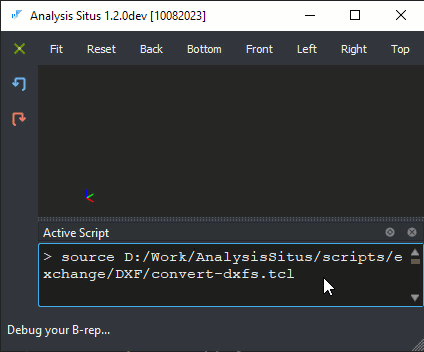 Analysis Situs 1.2.0dev [10082023]
Fit Reset Back Bottom Front Left Right Top
Active Script
> source D:/Work/AnalysisSitus/scripts/e
xchange/DXF/convert-dxfs.tcl
Debug your B-rep...